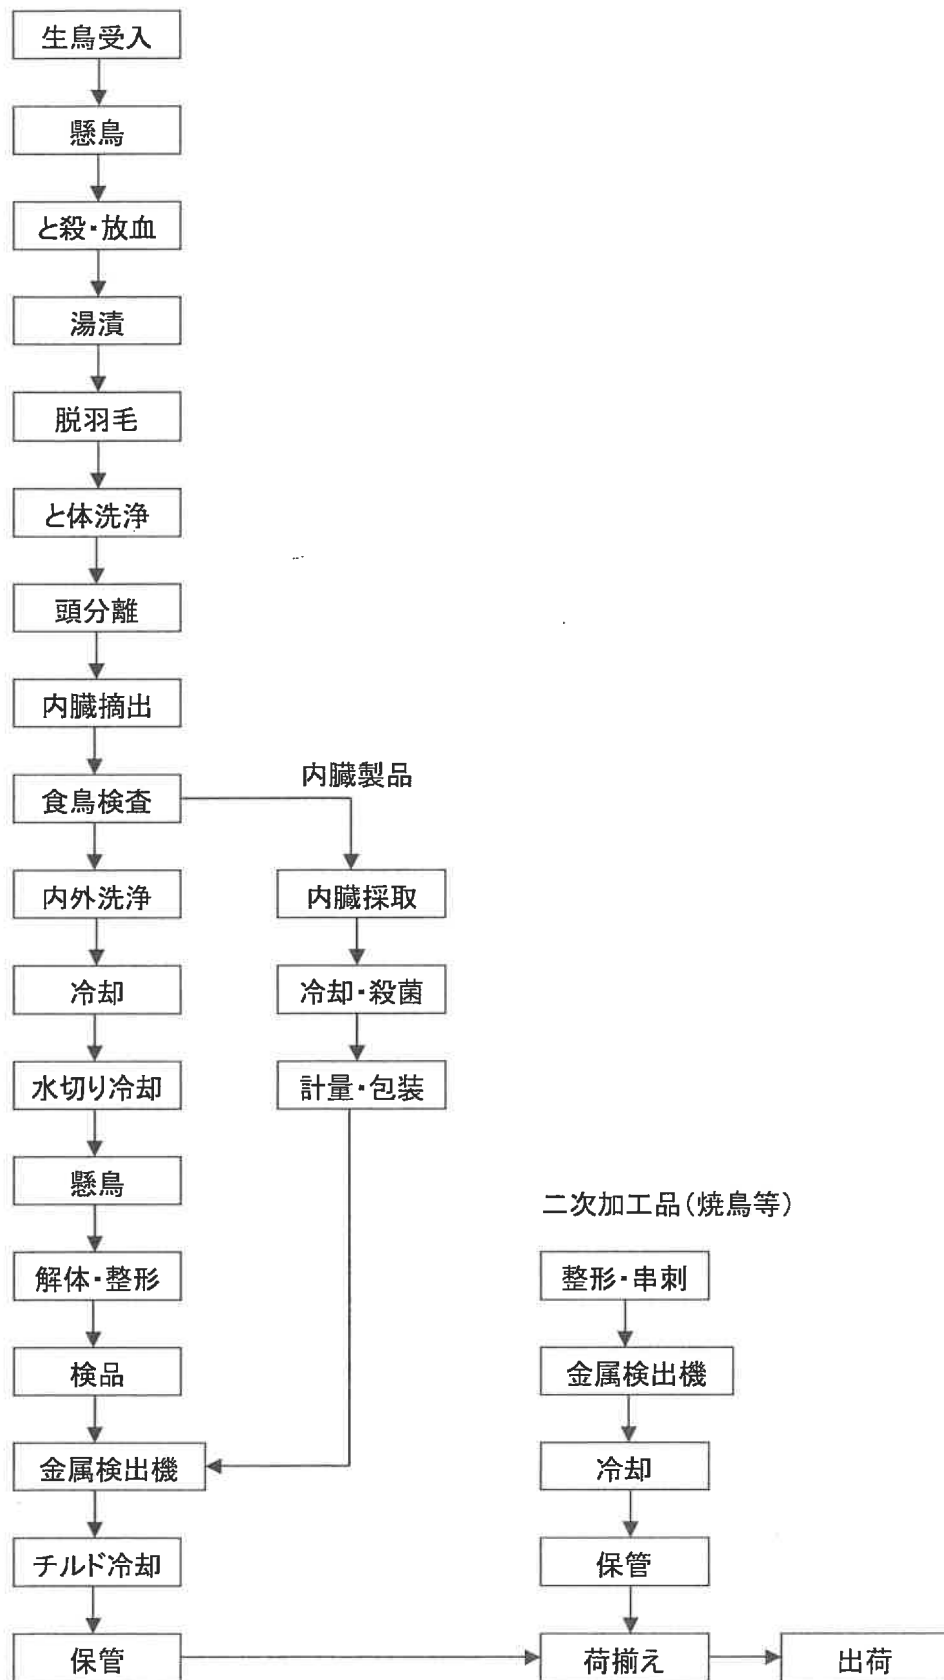 生鳥受入
懸鳥
と殺・放血
湯漬
脱羽毛
と体洗浄
頭分離
内臓摘出
食鳥検査
内外洗浄
冷却
水切り冷却
懸鳥
解体・整形
検品
金属検出機
チルド冷却
保管
内臓製品
内臓採取
冷却・殺菌
計量・包装
二次加工品(焼鳥等)
整形・串刺
金属検出機
冷却
保管
荷揃え
出荷